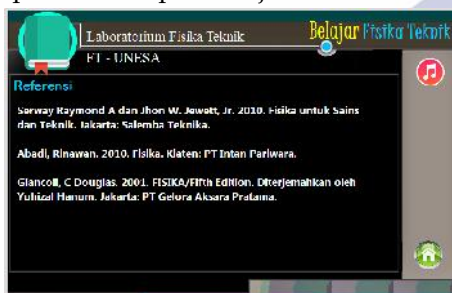 Laboratorium Fisika Teknik
Belajar Fisika Teknik
FT - UNESA
Referensi
Serway Raymond A dan Jhon W. Jewett, Jr. 2010. Fisika untuk Sains
dan Teknik. Jakarta: Salemba Teknika.
Abadi, Rinawan. 2010. Fisika. Klaten: PT Intan Pariwara.
Giancoli, C Douglas. 2001. FISIKA/Fifth Edition. Diterjemahkan oleh
Yuhizal Hanum. Jakarta: PT Gelora Aksara Pratama.